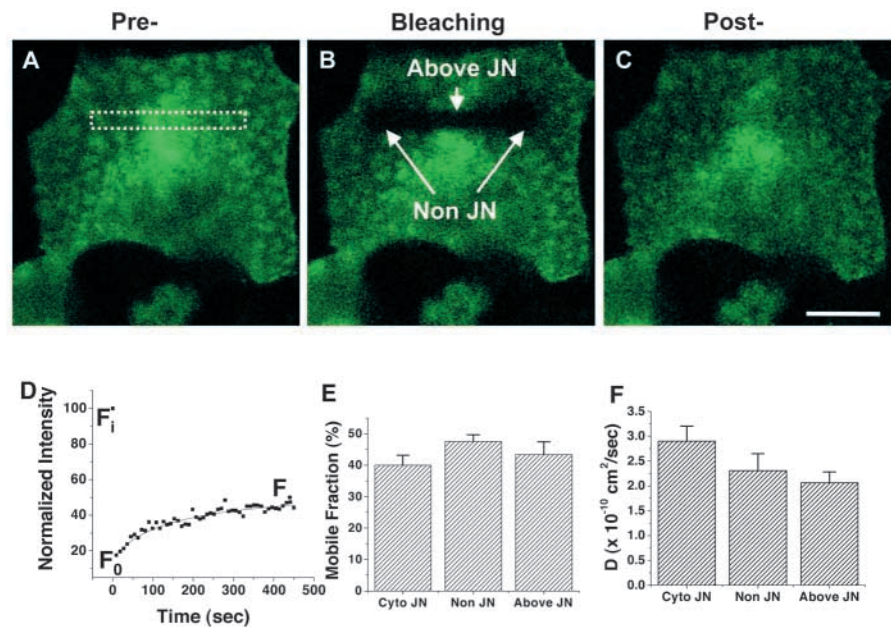 Pre- Bleaching Post-
A B C
Above JN
Non JN
D E F
Normalized Intensity
100
80
60
40
20
F i
F
F 0
0 100 200 300 400 500
Time (sec)
Mobile Fraction (%)
50
40
30
20
10
0
Cyto JN Non JN Above JN
D (x 10-10 cm2/sec)
3.5
3.0
2.5
2.0
1.5
1.0
0.5
0.0
Cyto JN Non JN Above JN